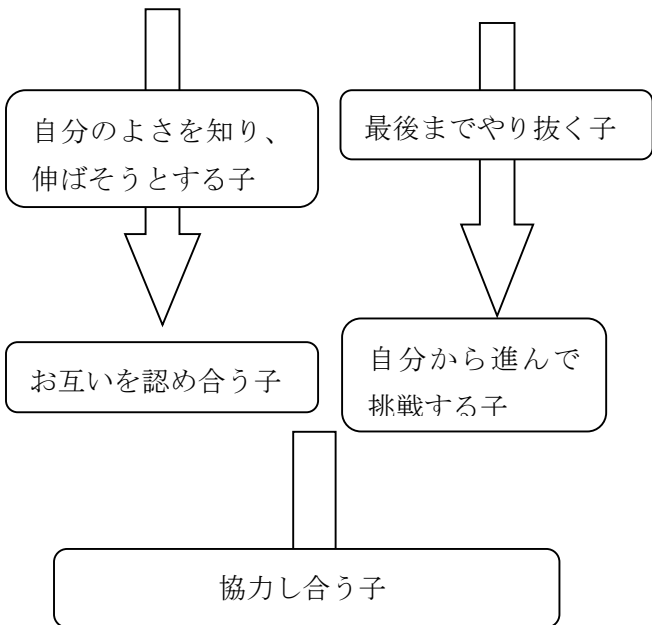 自分のよさを知り、
伸ばそうとする子
最後までやり抜く子
お互いを認め合う子
自分から進んで
挑戦する子
協力し合う子